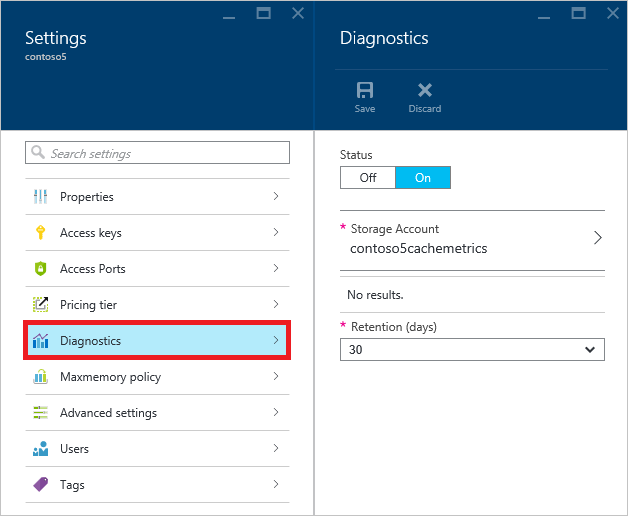 Settings
contoso5
Search settings
Properties
Access keys
Access Ports
Pricing tier
Diagnostics
Maxmemory policy
Advanced settings
Users
Tags
Diagnostics
Save
Discard
Status
Off
On
* Storage Account
contoso5cachemetrics
No results.
* Retention (days)
30